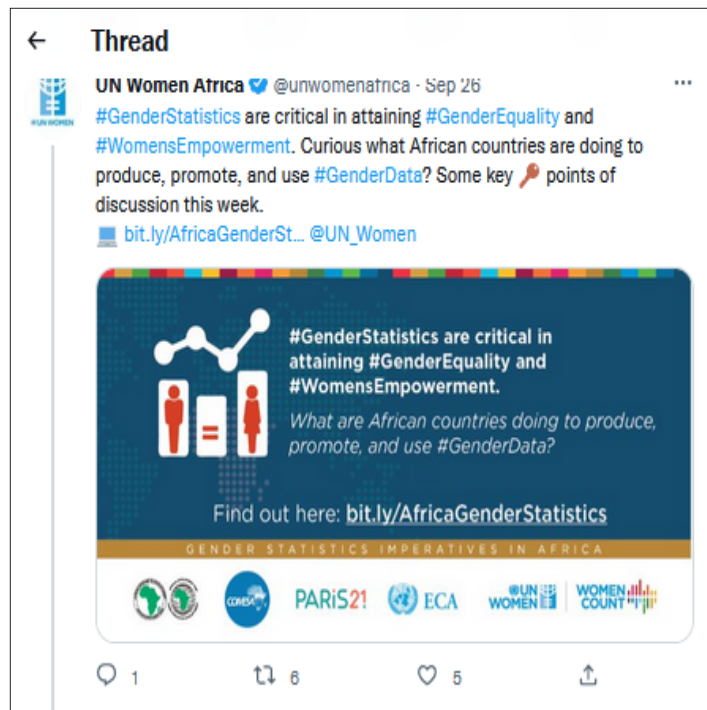 Thread
UN Women Africa @unwomenafrica · Sep 26
#GenderStatistics are critical in attaining #GenderEquality and
#WomensEmpowerment. Curious what African countries are doing to
produce, promote, and use #GenderData? Some key 🔑 points of
discussion this week.
💻 bit.ly/AfricaGenderSt... @UN_Women
UN WOMEN
#GenderStatistics are critical in
attaining #GenderEquality and
#WomensEmpowerment.
What are African countries doing to produce,
promote, and use #GenderData?
Find out here: bit.ly/AfricaGenderStatistics
GENDER STATISTICS IMPERATIVES IN AFRICA
COMESA
PARIS21
ECA
UN WOMEN
WOMEN COUNT
1 6 5